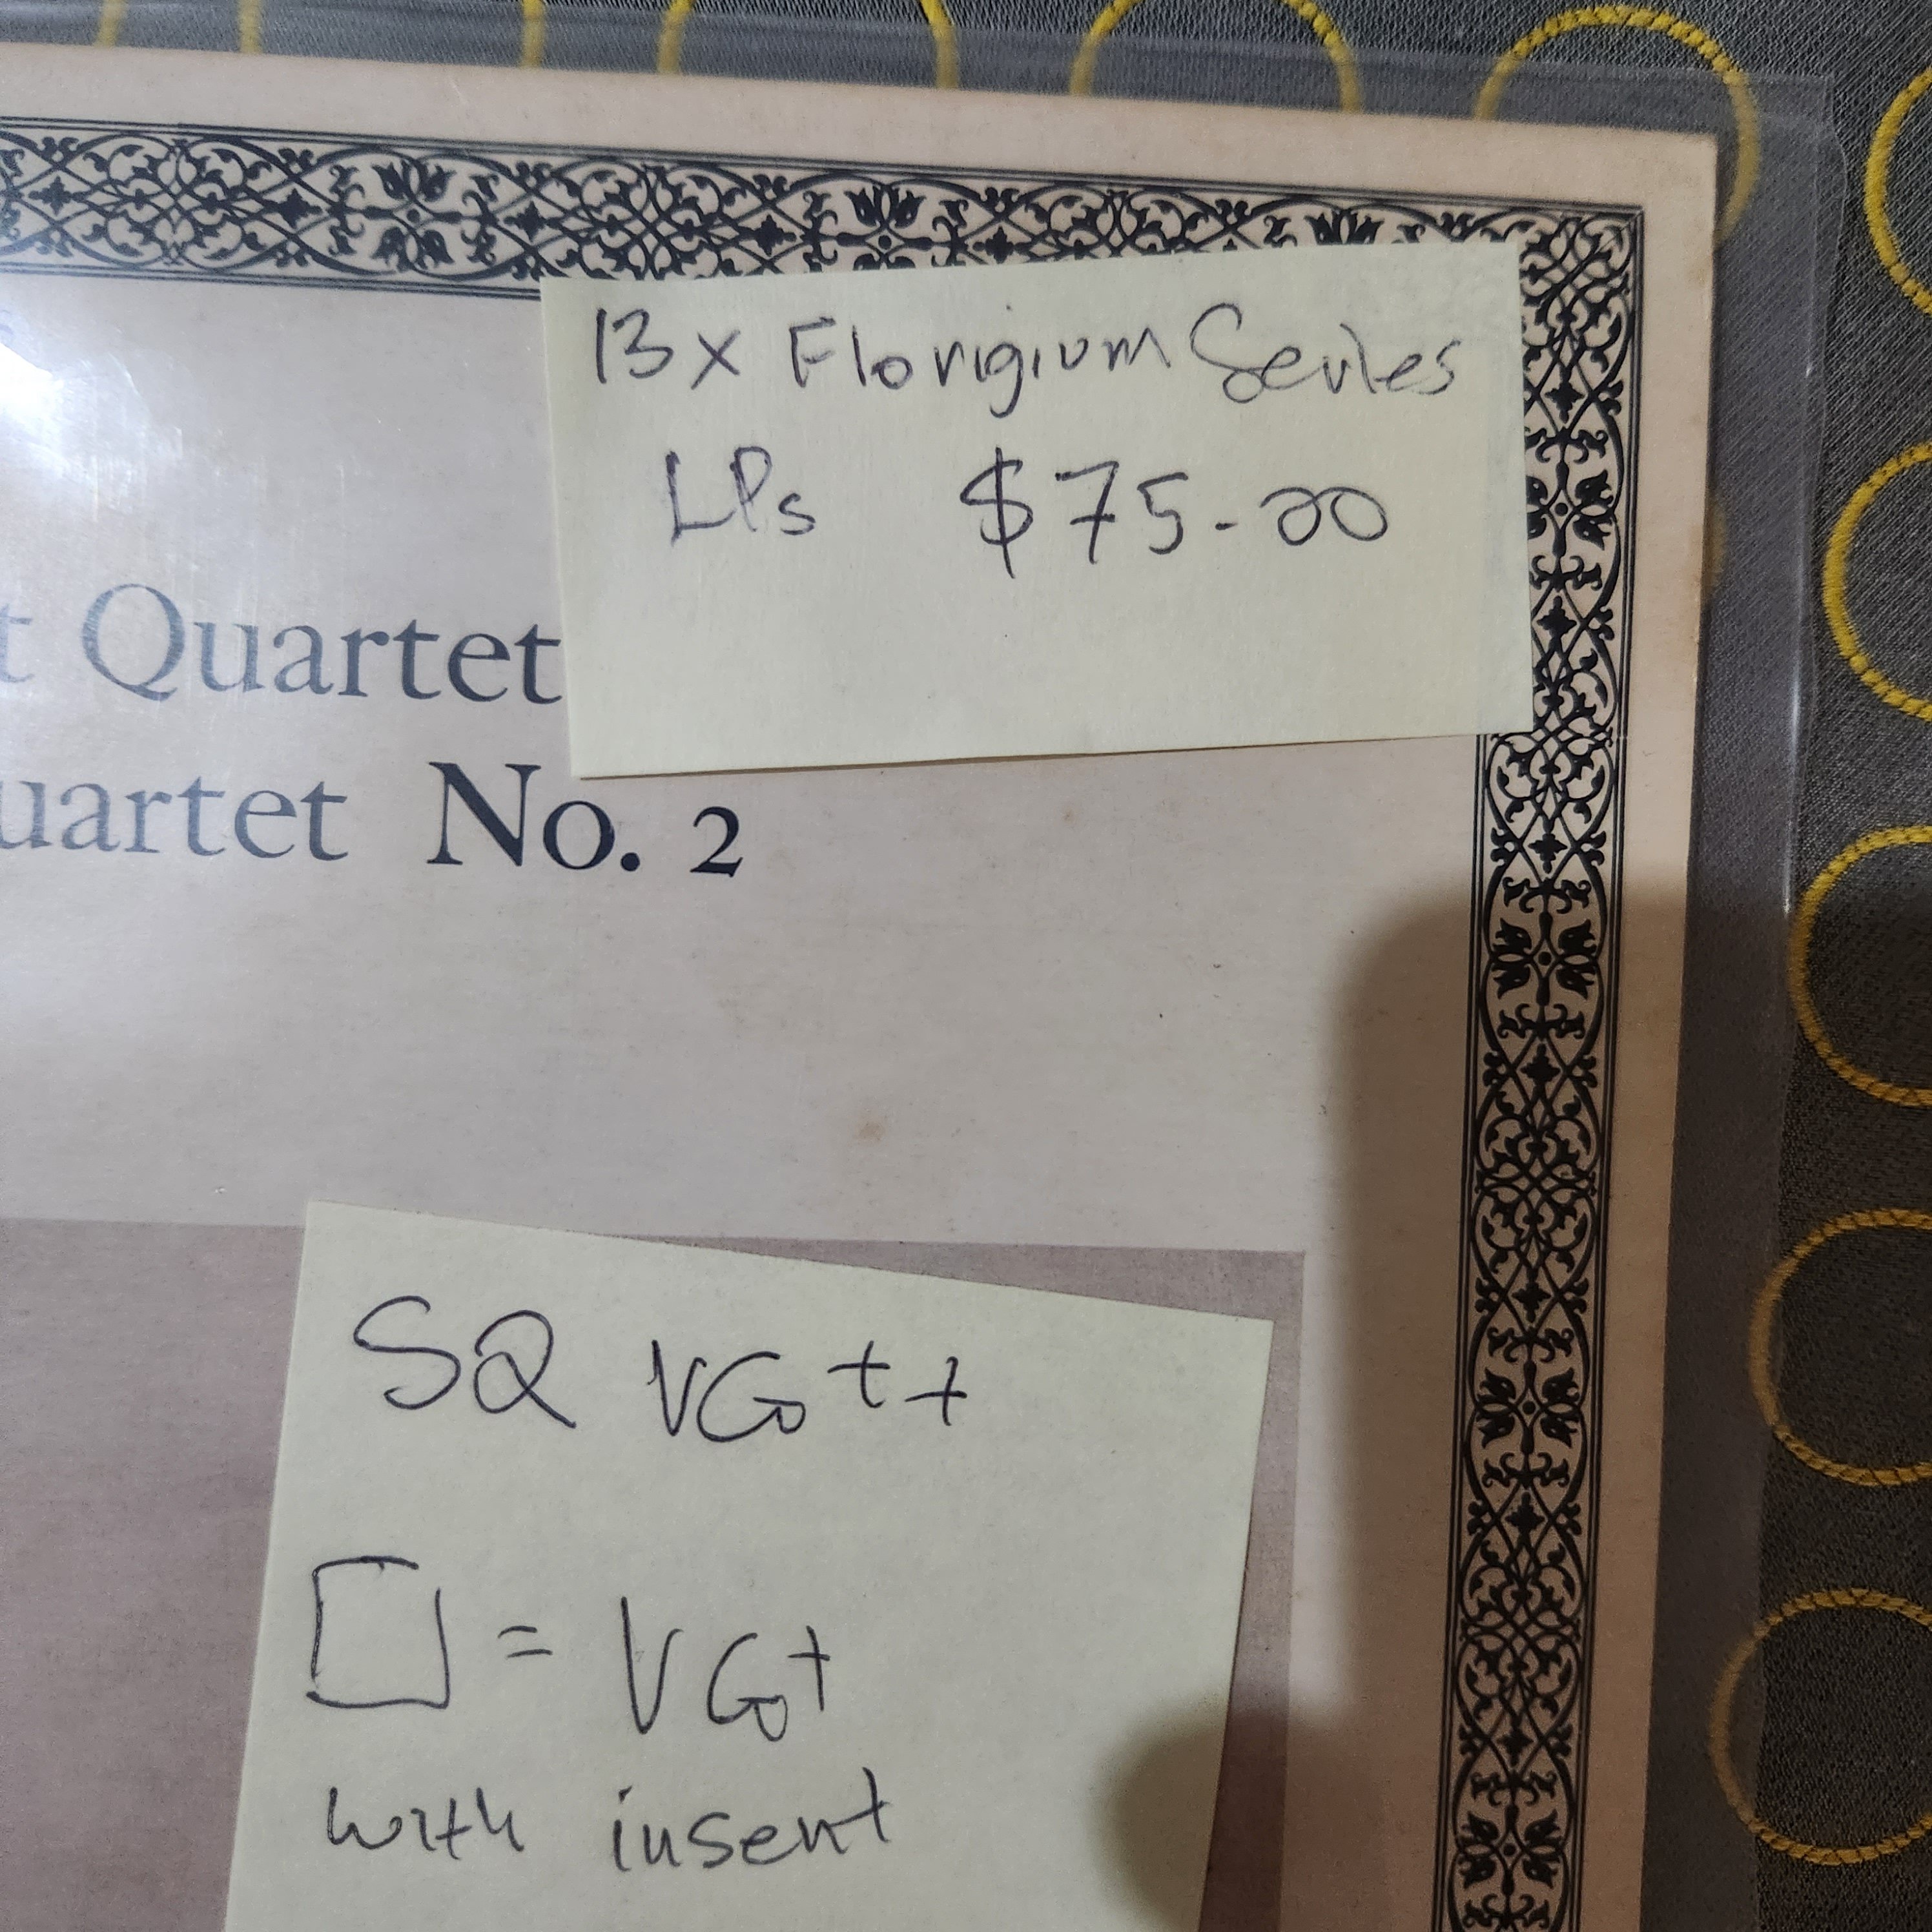 13x Florigium Series
LPs $75-00
t Quartet
uartet No. 2
SQ VG++
= VG+
with insert